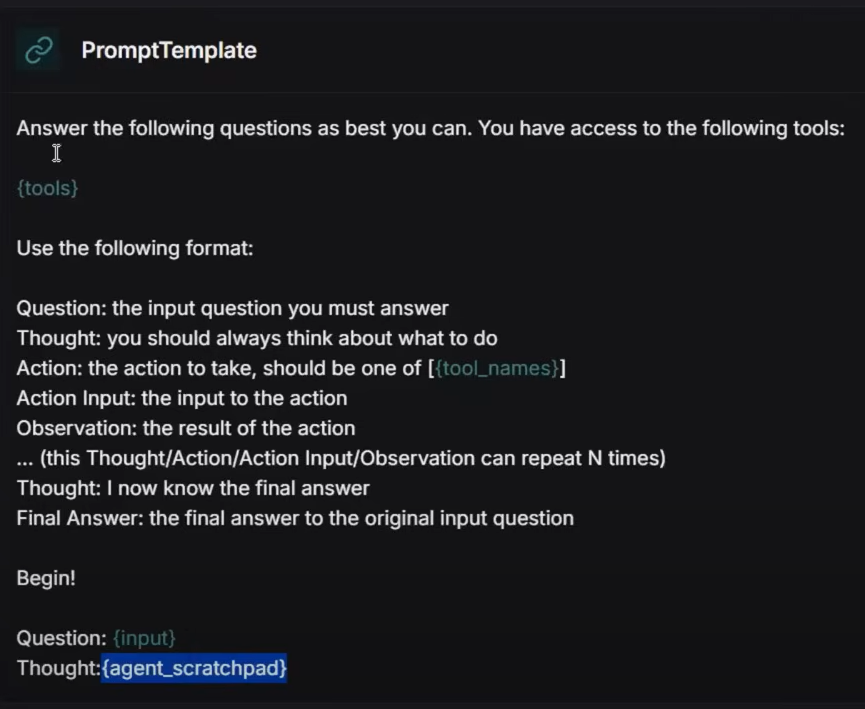 PromptTemplate
Answer the following questions as best you can. You have access to the following tools:
{tools}
Use the following format:
Question: the input question you must answer
Thought: you should always think about what to do
Action: the action to take, should be one of [{tool_names}]
Action Input: the input to the action
Observation: the result of the action
... (this Thought/Action/Action Input/Observation can repeat N times)
Thought: I now know the final answer
Final Answer: the final answer to the original input question
Begin!
Question: {input}
Thought:{agent_scratchpad}